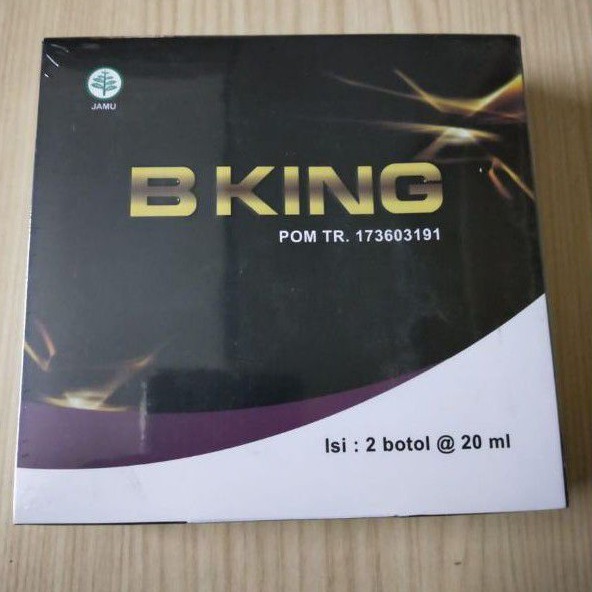 JAMU
B KING
POM TR. 173603191
Isi : 2 botol @ 20 ml